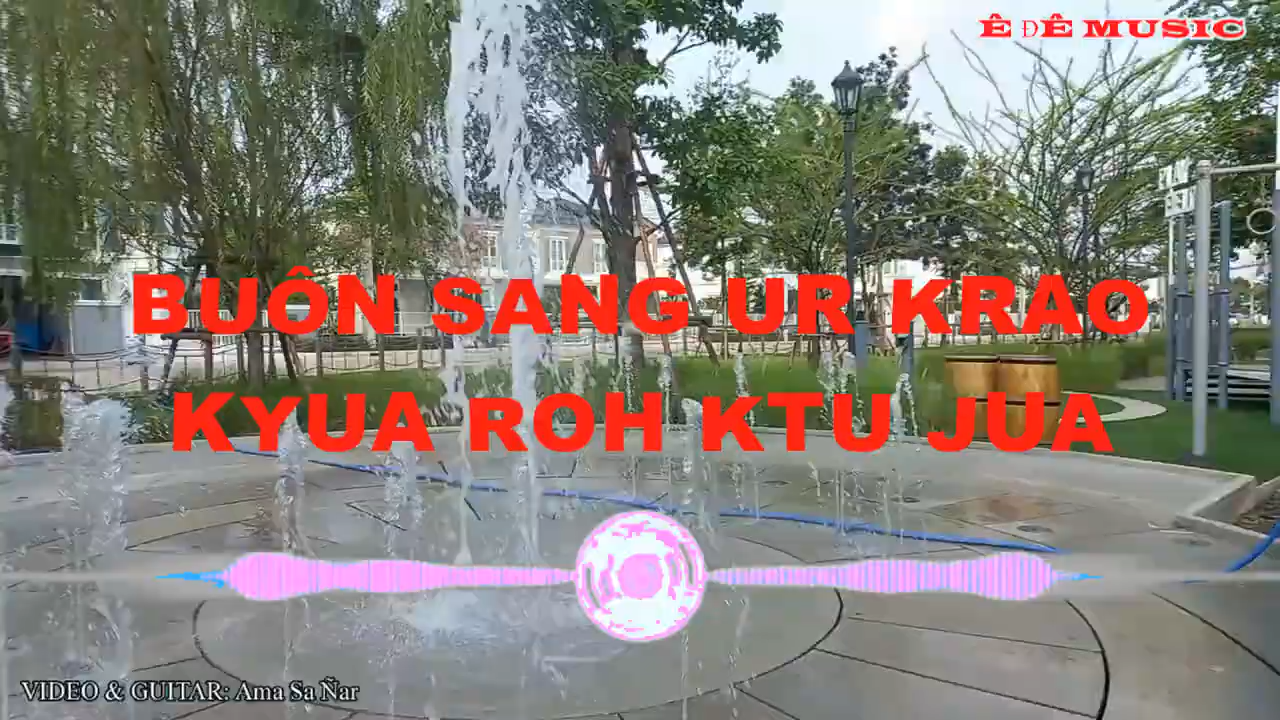 Ê ĐÊ MUSIC
BUÔN SANG UR KRAO
KYUA ROH KTU JUA
VIDEO & GUITAR: Ama Sa Ñar